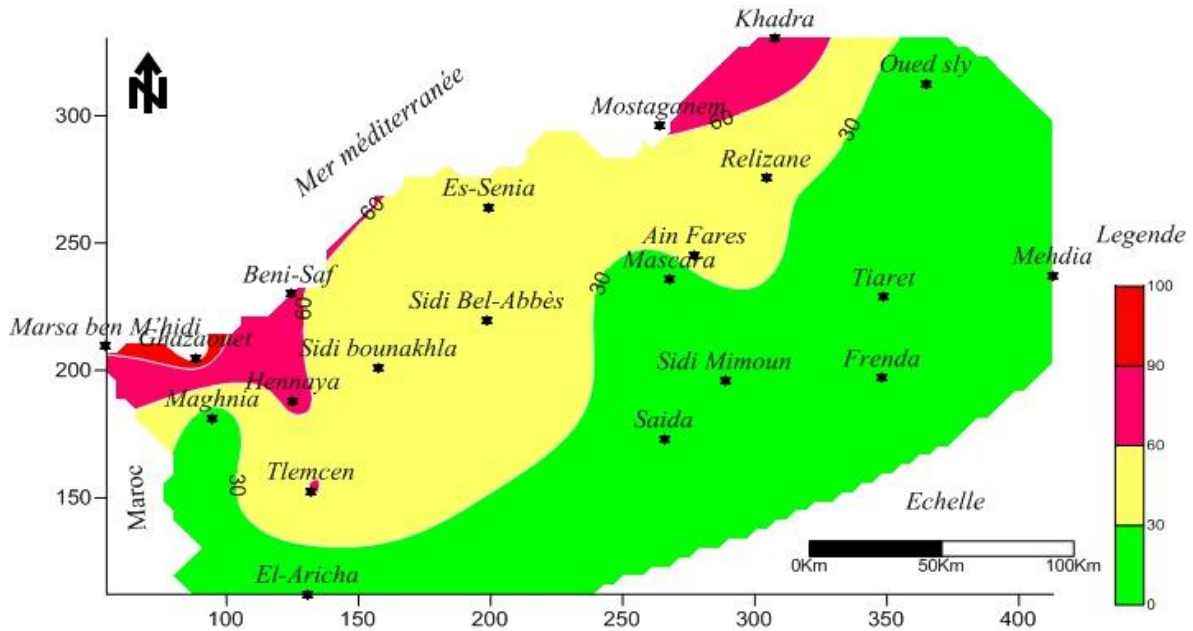 Khadra
N
Oued sly
300
Mostaganem
60
30
Mer méditerranée
Relizane
Es-Senia
60
250
Ain Fares
Legende
Mascara
Mehdia
Beni-Saf
30
Tiaret
100
60
Sidi Bel-Abbès
Marsa ben M'hidi
Ghazaouet
Sidi bounakhla
90
200
Hennaya
Sidi Mimoun
Frenda
Maghnia
Saida
60
Tlemcen
30
Maroc
150
Echelle
30
0Km
50Km
100Km
El-Aricha
0
100
150
200
250
300
350
400